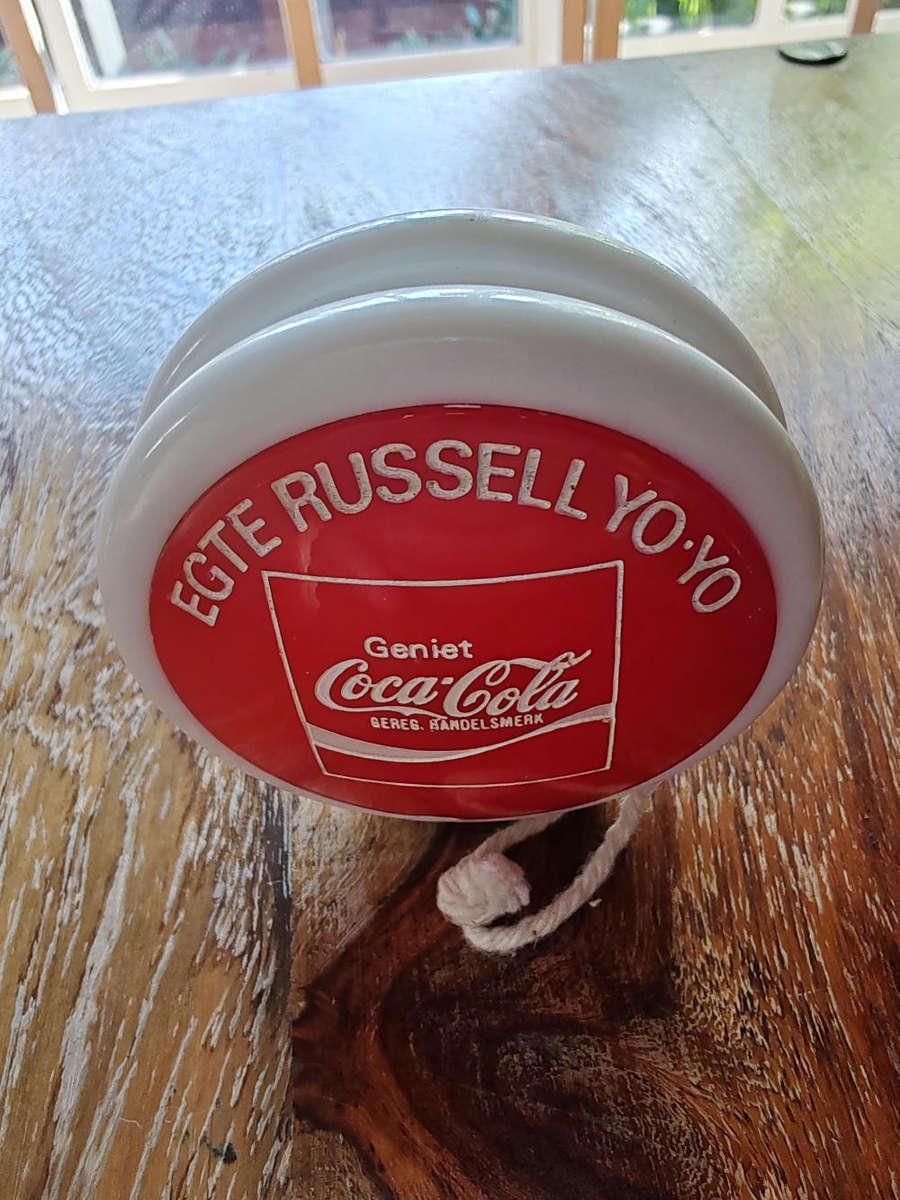 EGTE RUSSELL YO·YO
Geniet
Coca-Cola
GEREG. HANDELSMERK